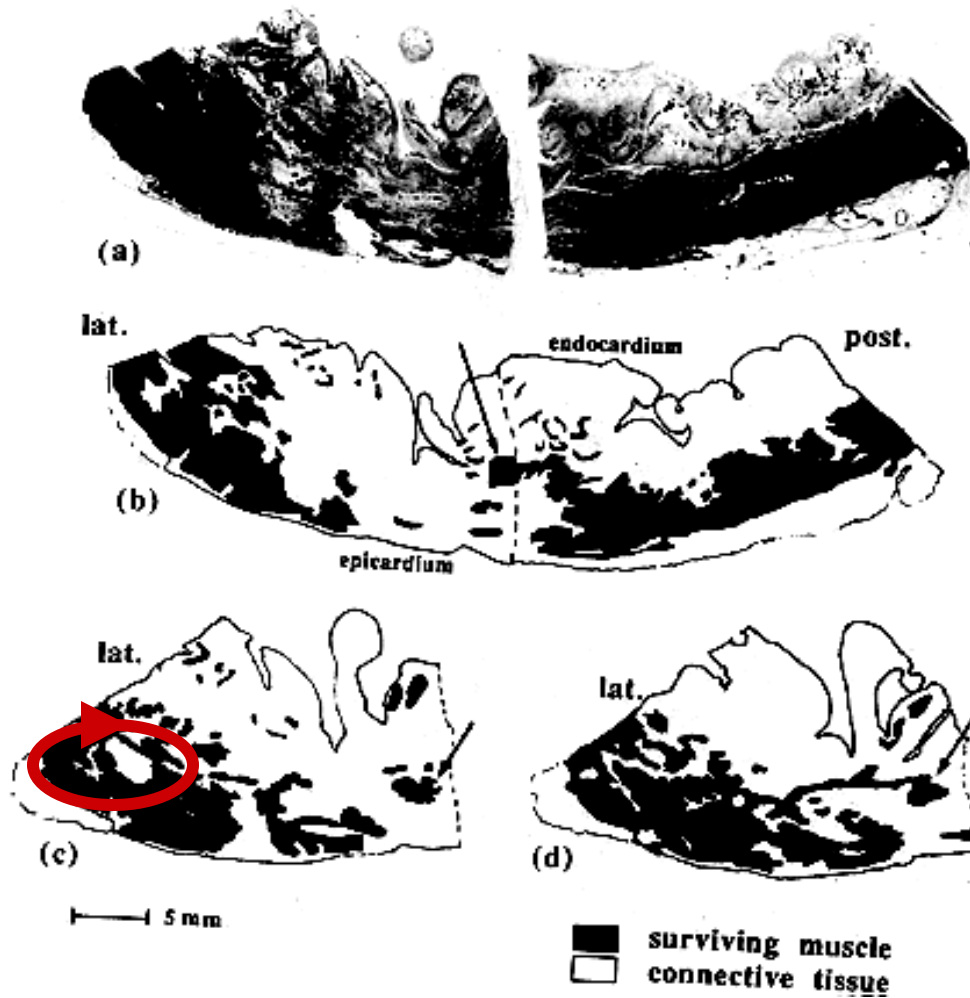 (a)
lat.
endocardium
post.
(b)
epicardium
lat.
lat.
(c)
(d)
5 mm
surviving muscle
connective tissue